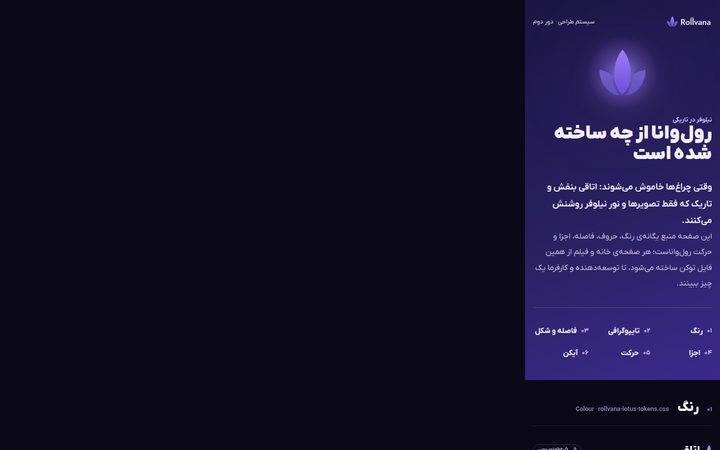 Rollvana
سیستم طراحی · دور دوم
نیلوفر در تاریکی
رول‌وانا از چه ساخته
شده است
وقتی چراغ‌ها خاموش می‌شوند: اتاقی بنفش و
تاریک که فقط تصویرها و نور نیلوفر روشنش
می‌کنند.
این صفحه منبع یگانه‌ی رنگ، حروف، فاصله، اجزا و
حرکت رول‌واناست؛ هر صفحه‌ی خانه و فیلم از همین
فایل توکن ساخته می‌شود، تا توسعه‌دهنده و کارفرما یک
چیز ببینند.
۰۱ رنگ ۰۲ تایپوگرافی ۰۳ فاصله و شکل
۰۴ اجزا ۰۵ حرکت ۰۶ آیکن
۰۱ رنگ Colour · rollvana-lotus-tokens.css